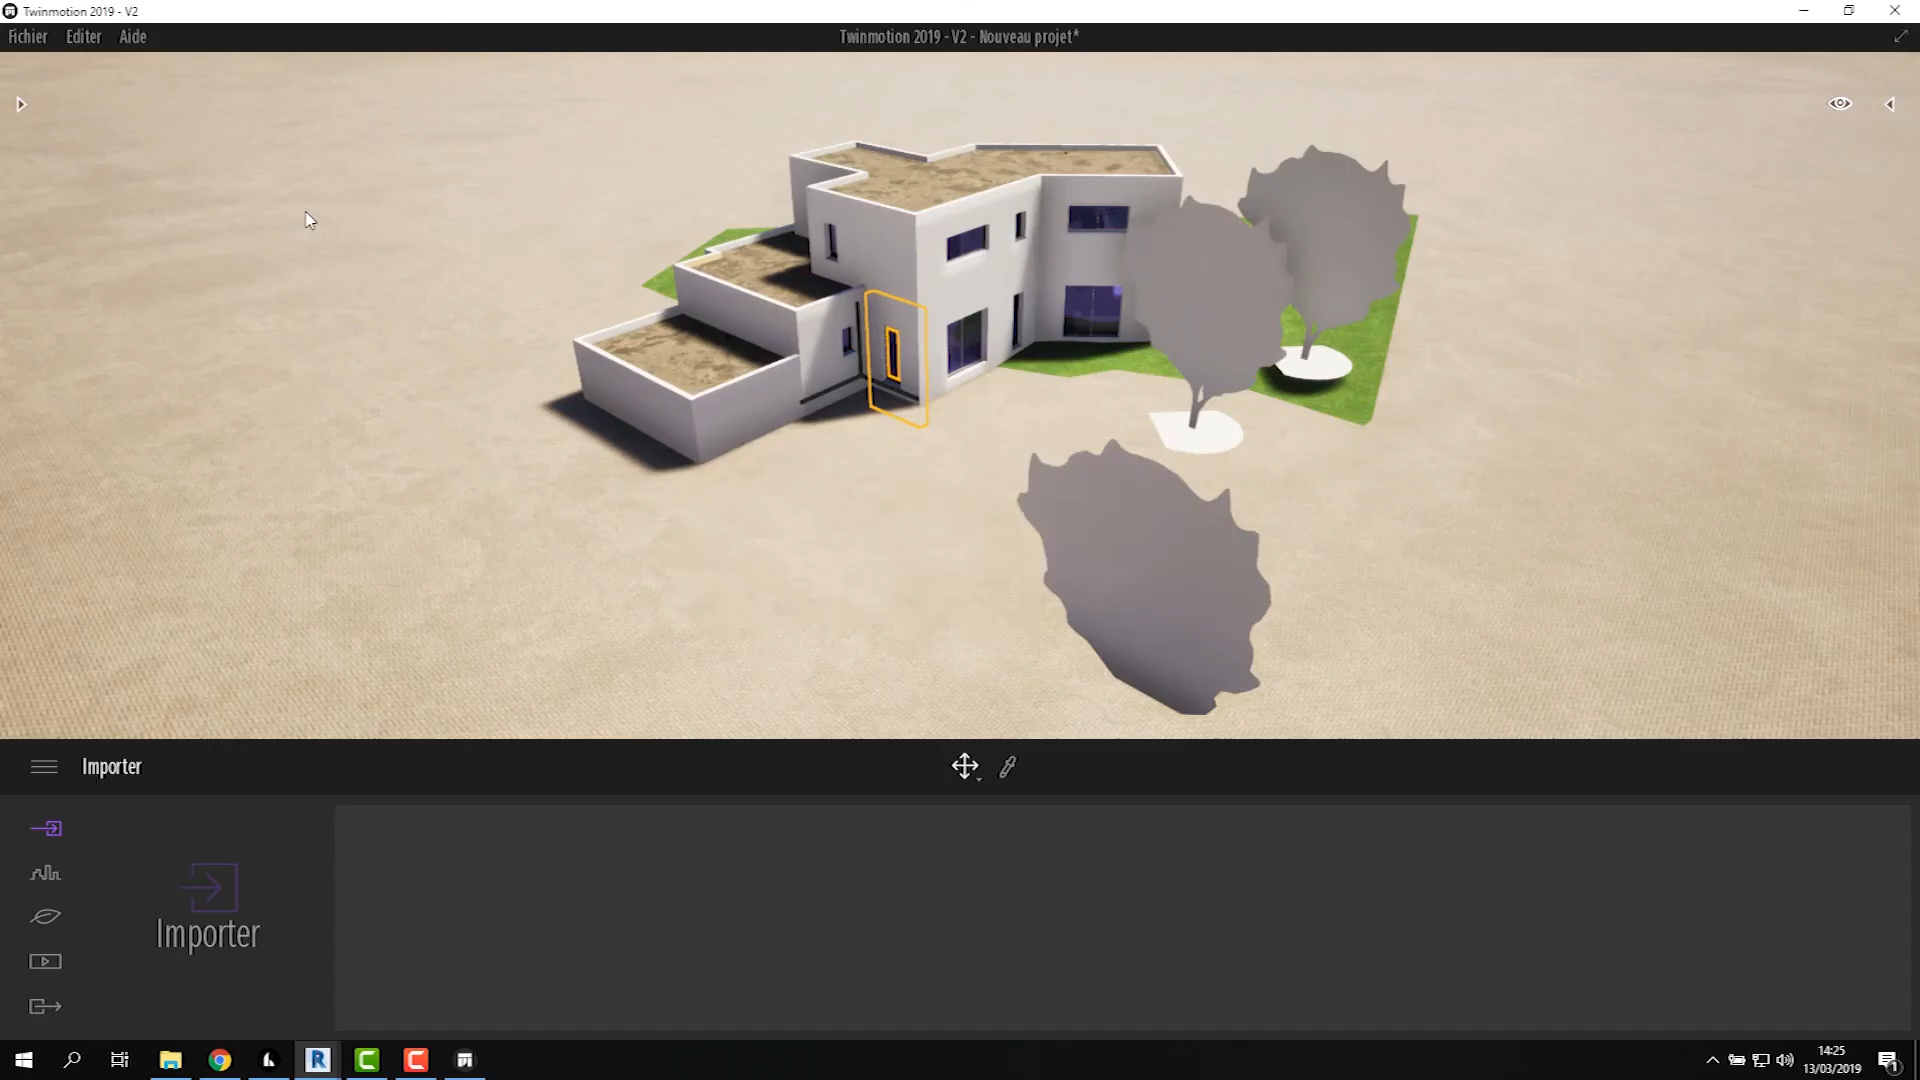 Twinmotion 2019 - V2
Fichier Editer Aide
Twinmotion 2019 - V2 - Nouveau projet*
Importer
Importer
14:25
13/03/2019